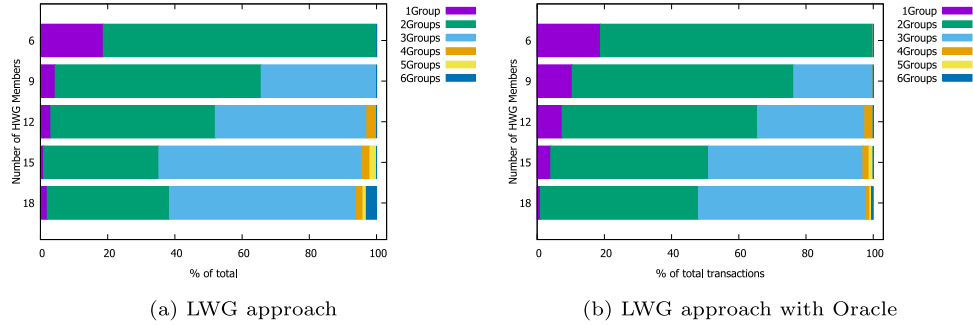 1Group
2Groups
3Groups
4Groups
5Groups
6Groups
Number of HWG Members
6
9
12
15
18
0 20 40 60 80 100
% of total
(a) LWG approach
1Group
2Groups
3Groups
4Groups
5Groups
6Groups
Number of HWG Members
6
9
12
15
18
0 20 40 60 80 100
% of total transactions
(b) LWG approach with Oracle